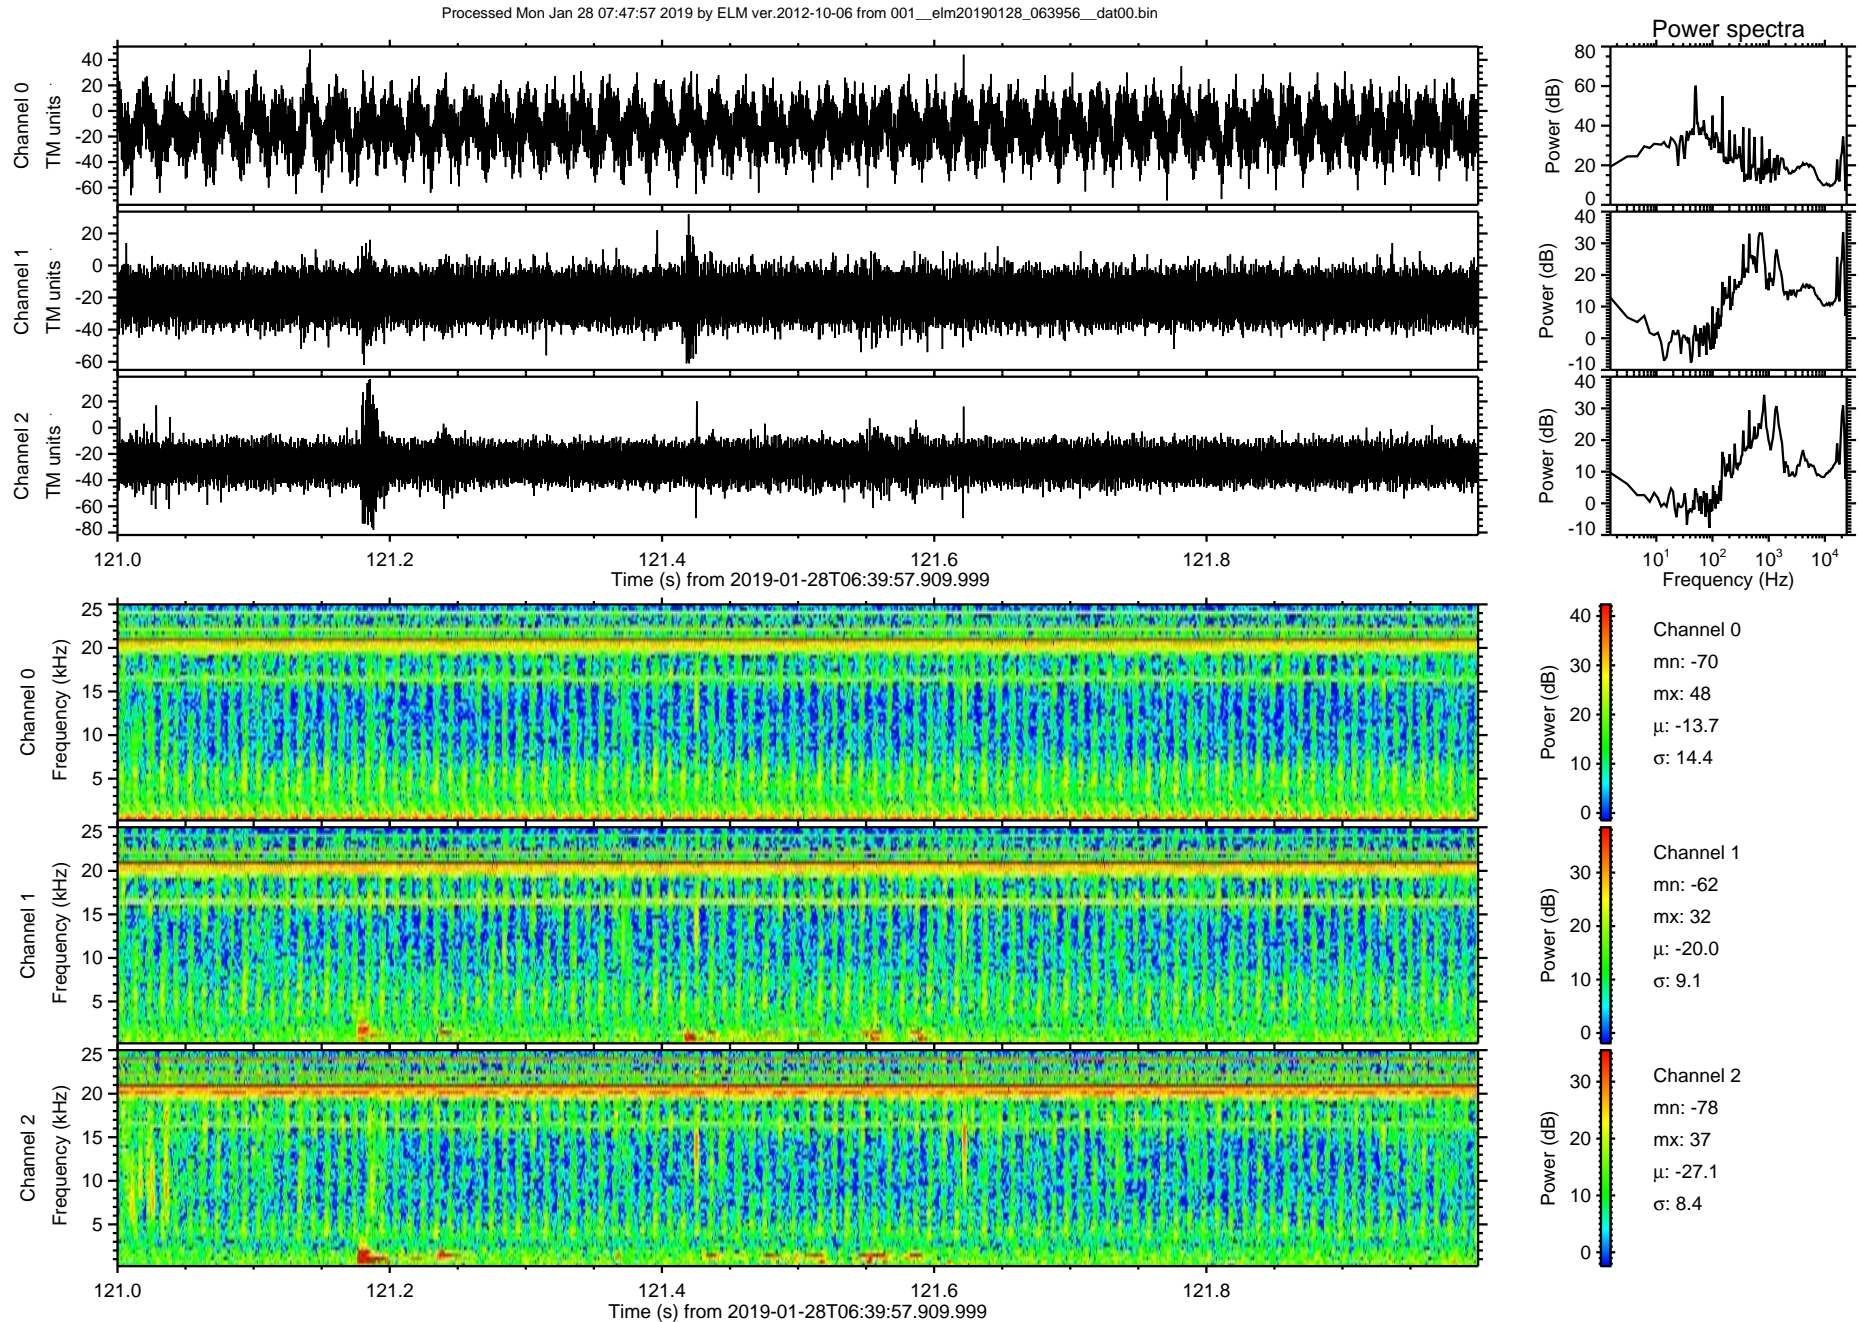 Processed Mon Jan 28 07:47:57 2019 by ELM ver.2012-10-06 from 001__elm20190128_063956__dat00.bin
Power spectra
Channel 0
TM units
40
20
0
-20
-40
-60
Power (dB)
80
60
40
20
0
Channel 1
TM units
20
0
-20
-40
-60
Power (dB)
40
30
20
10
0
-10
Channel 2
TM units
20
0
-20
-40
-60
-80
Power (dB)
40
30
20
10
0
-10
121.0 121.2 121.4 121.6 121.8
Time (s) from 2019-01-28T06:39:57.909.999
10¹ 10² 10³ 10⁴
Frequency (Hz)
Channel 0
Frequency (kHz)
25
20
15
10
5
Power (dB)
40
30
20
10
0
Channel 0
mn: -70
mx: 48
μ: -13.7
σ: 14.4
Channel 1
Frequency (kHz)
25
20
15
10
5
Power (dB)
30
20
10
0
Channel 1
mn: -62
mx: 32
μ: -20.0
σ: 9.1
Channel 2
Frequency (kHz)
25
20
15
10
5
Power (dB)
30
20
10
0
Channel 2
mn: -78
mx: 37
μ: -27.1
σ: 8.4
121.0 121.2 121.4 121.6 121.8
Time (s) from 2019-01-28T06:39:57.909.999